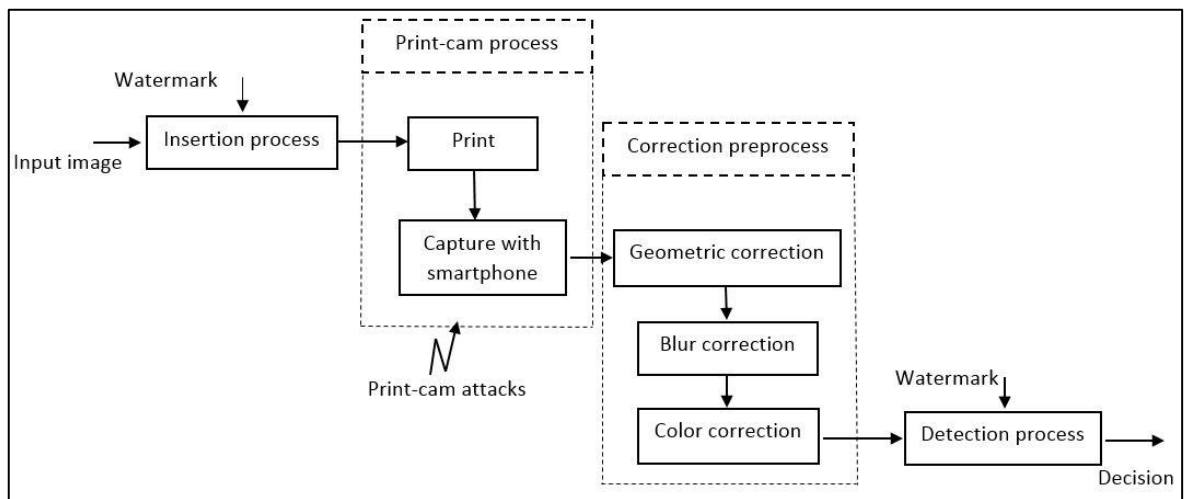 Print-cam process
Watermark
Insertion process
Input image
Print
Correction preprocess
Capture with
smartphone
Geometric correction
Print-cam attacks
Blur correction
Watermark
Color correction
Detection process
Decision